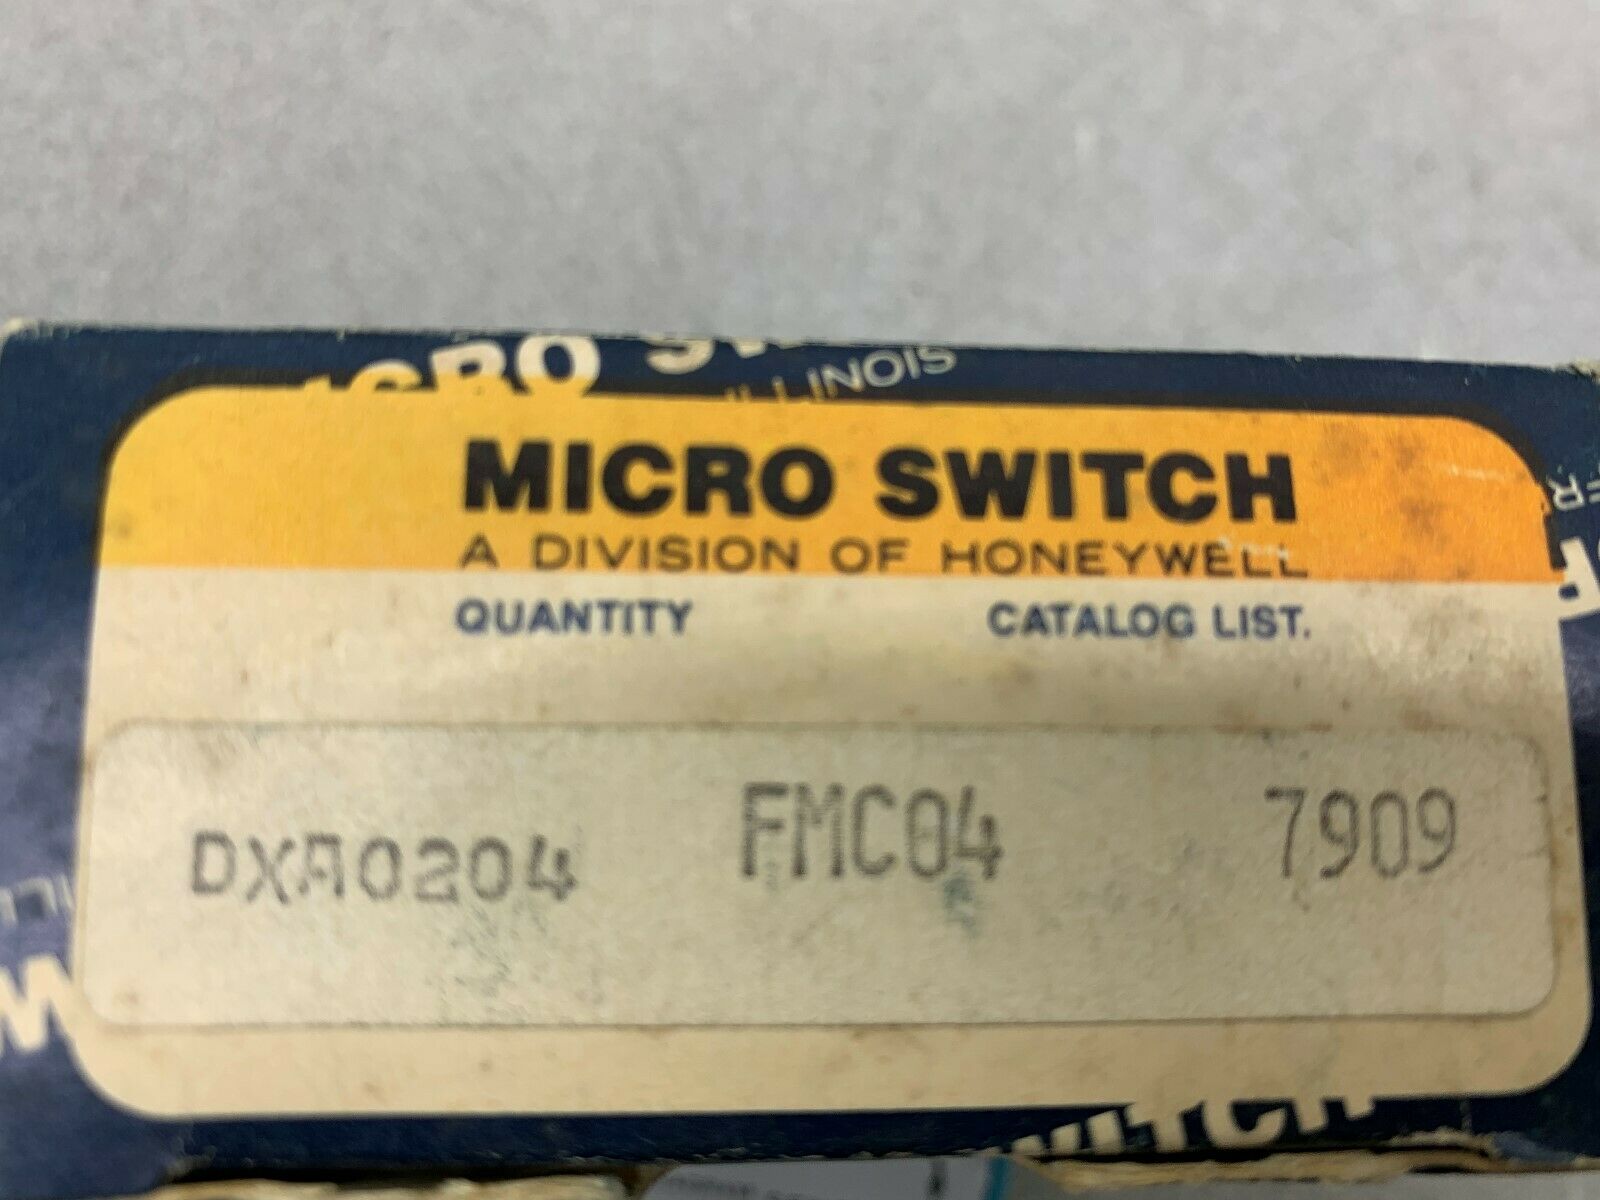 ILLINOIS
MICRO SWITCH
A DIVISION OF HONEYWELL
QUANTITY CATALOG LIST.
DXA0204 FMC04 7909